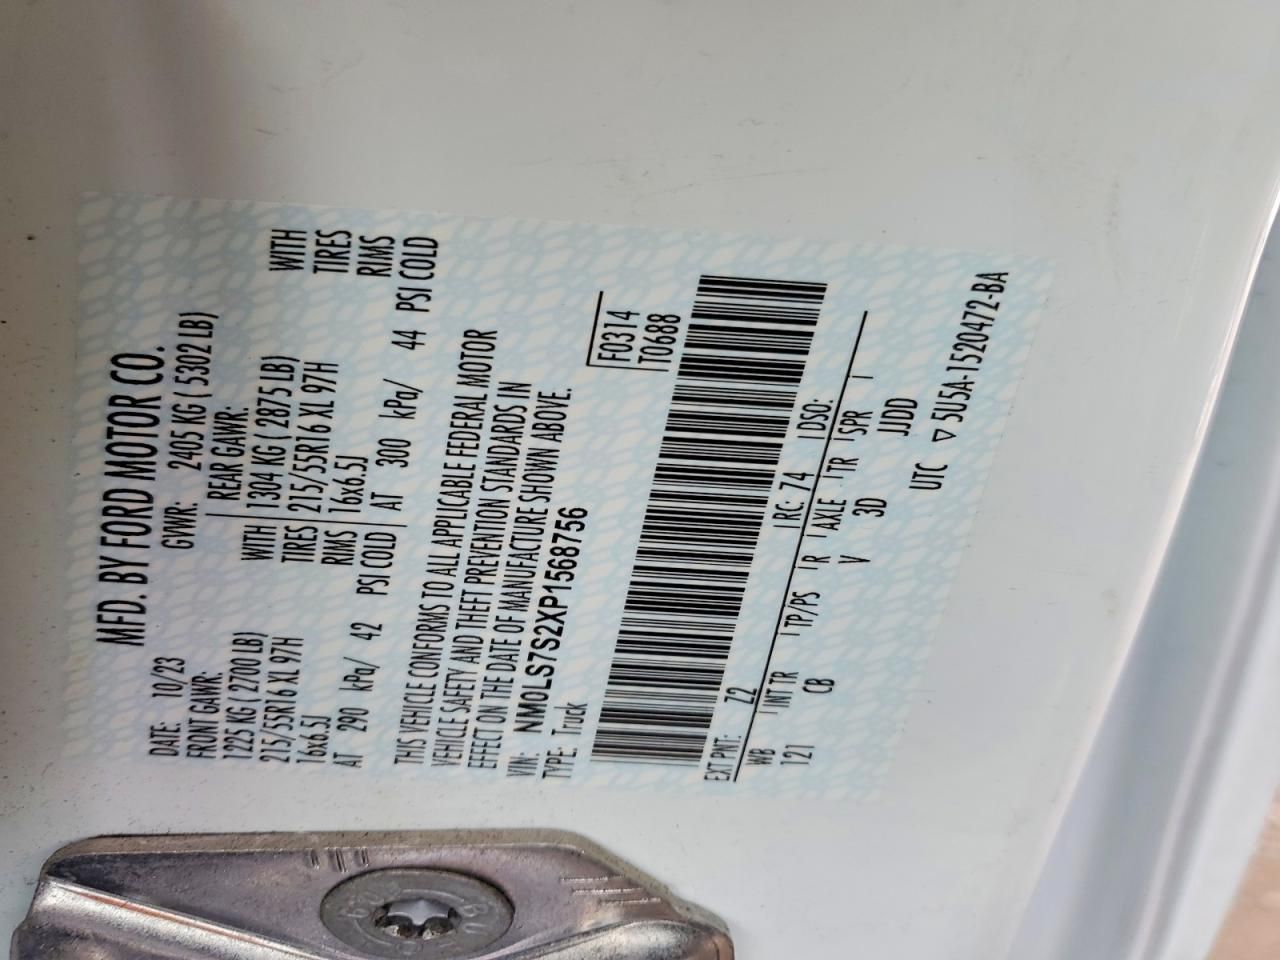 MFD. BY FORD MOTOR CO.
DATE: 10/23 GVWR: 2405 KG ( 5302 LB)
FRONT GAWR: REAR GAWR:
1225 KG ( 2700 LB) WITH 1304 KG ( 2875 LB) WITH
215/55R16 XL 97H TIRES 215/55R16 XL 97H TIRES
16x6.5J RIMS 16x6.5J RIMS
AT 290 kPa/ 42 PSI COLD AT 300 kPa/ 44 PSI COLD
THIS VEHICLE CONFORMS TO ALL APPLICABLE FEDERAL MOTOR
VEHICLE SAFETY AND THEFT PREVENTION STANDARDS IN
EFFECT ON THE DATE OF MANUFACTURE SHOWN ABOVE.
VIN: NM0LS7S2XP1568756
TYPE: Truck
F0314
T0688
EXT PNT: Z2 RC: 74 DSO:
WB INT TR TP/PS R AXLE TR SPR
121 CB V 3D JJDD
UTC ▽ 5U5A-1520472-BA